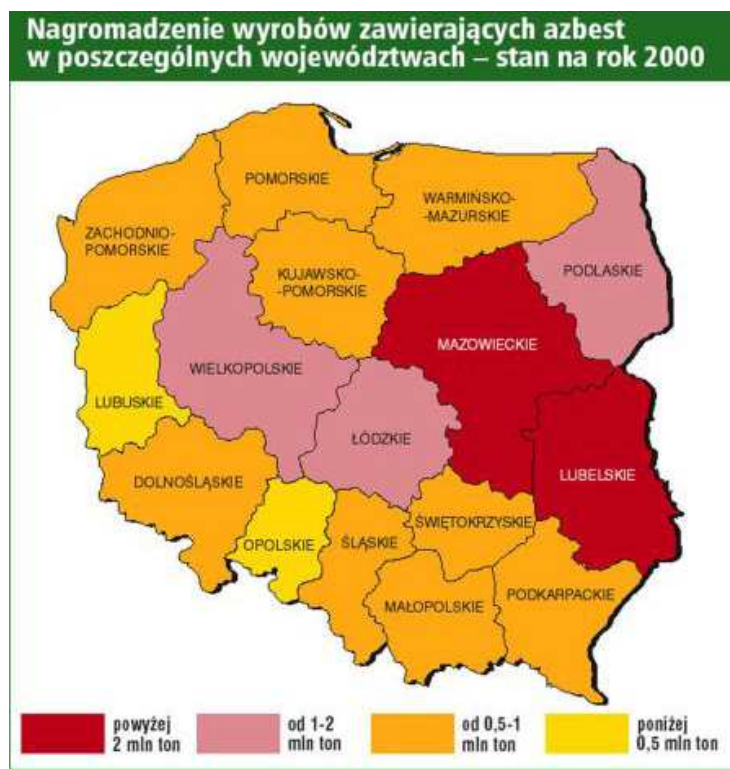 Nagromadzenie wyrobów zawierających azbest
w poszczególnych województwach – stan na rok 2000
POMORSKIE
WARMIŃSKO-
-MAZURSKIE
ZACHODNIO-
POMORSKIE
KUJAWSKO-
-POMORSKIE
PODLASKIE
MAZOWIECKIE
WIELKOPOLSKIE
LUBUSKIE
ŁÓDZKIE
LUBELSKIE
DOLNOŚLĄSKIE
ŚWIĘTOKRZYSKIE
OPOLSKIE
ŚLĄSKIE
PODKARPACKIE
MAŁOPOLSKIE
powyżej
2 mln ton
od 1-2
mln ton
od 0,5-1
mln ton
poniżej
0,5 mln ton